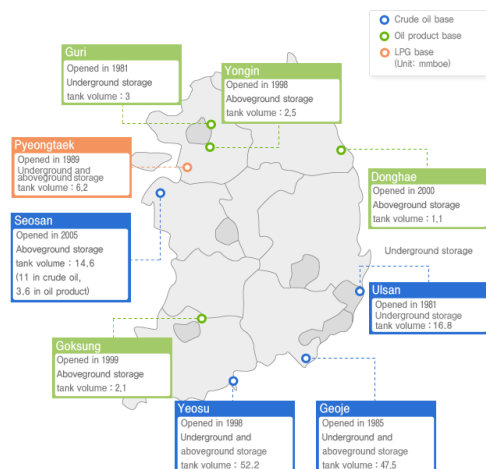 Crude oil base
Oil product base
LPG base
(Unit: mmboe)
Guri
Opened in 1981
Underground storage
tank volume : 3
Yongin
Opened in 1998
Aboveground storage
tank volume : 2,5
Pyeongtaek
Opened in 1989
Underground and
aboveground storage
tank volume : 6,2
Donghae
Opened in 2000
Aboveground storage
tank volume : 1,1
Seosan
Opened in 2005
Aboveground storage
tank volume : 14,6
(11 in crude oil,
3,6 in oil product)
Underground storage
Ulsan
Opened in 1981
Underground storage
tank volume : 16,8
Goksung
Opened in 1999
Aboveground storage
tank volume : 2,1
Yeosu
Opened in 1998
Underground and
aboveground storage
tank volume : 52,2
Geoje
Opened in 1985
Underground and
aboveground storage
tank volume : 47,5